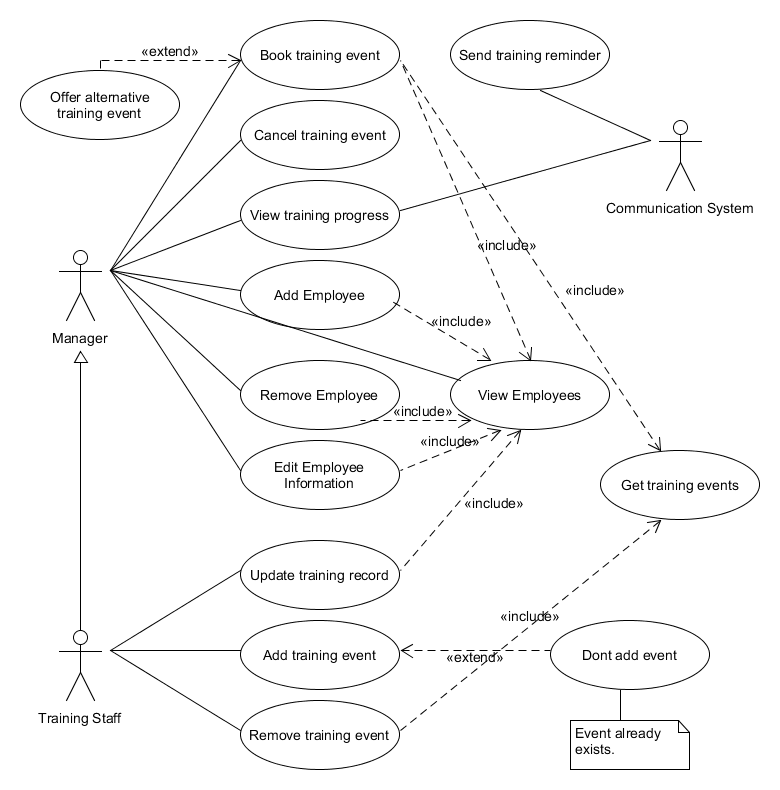 «extend»
Book training event
Send training reminder
Offer alternative
training event
Cancel training event
Communication System
View training progress
«include»
Manager
Add Employee
«include»
«include»
Remove Employee
View Employees
«include»
«include»
Edit Employee
Information
Get training events
«include»
Update training record
«include»
Training Staff
Add training event
«extend»
Dont add event
Remove training event
Event already
exists.